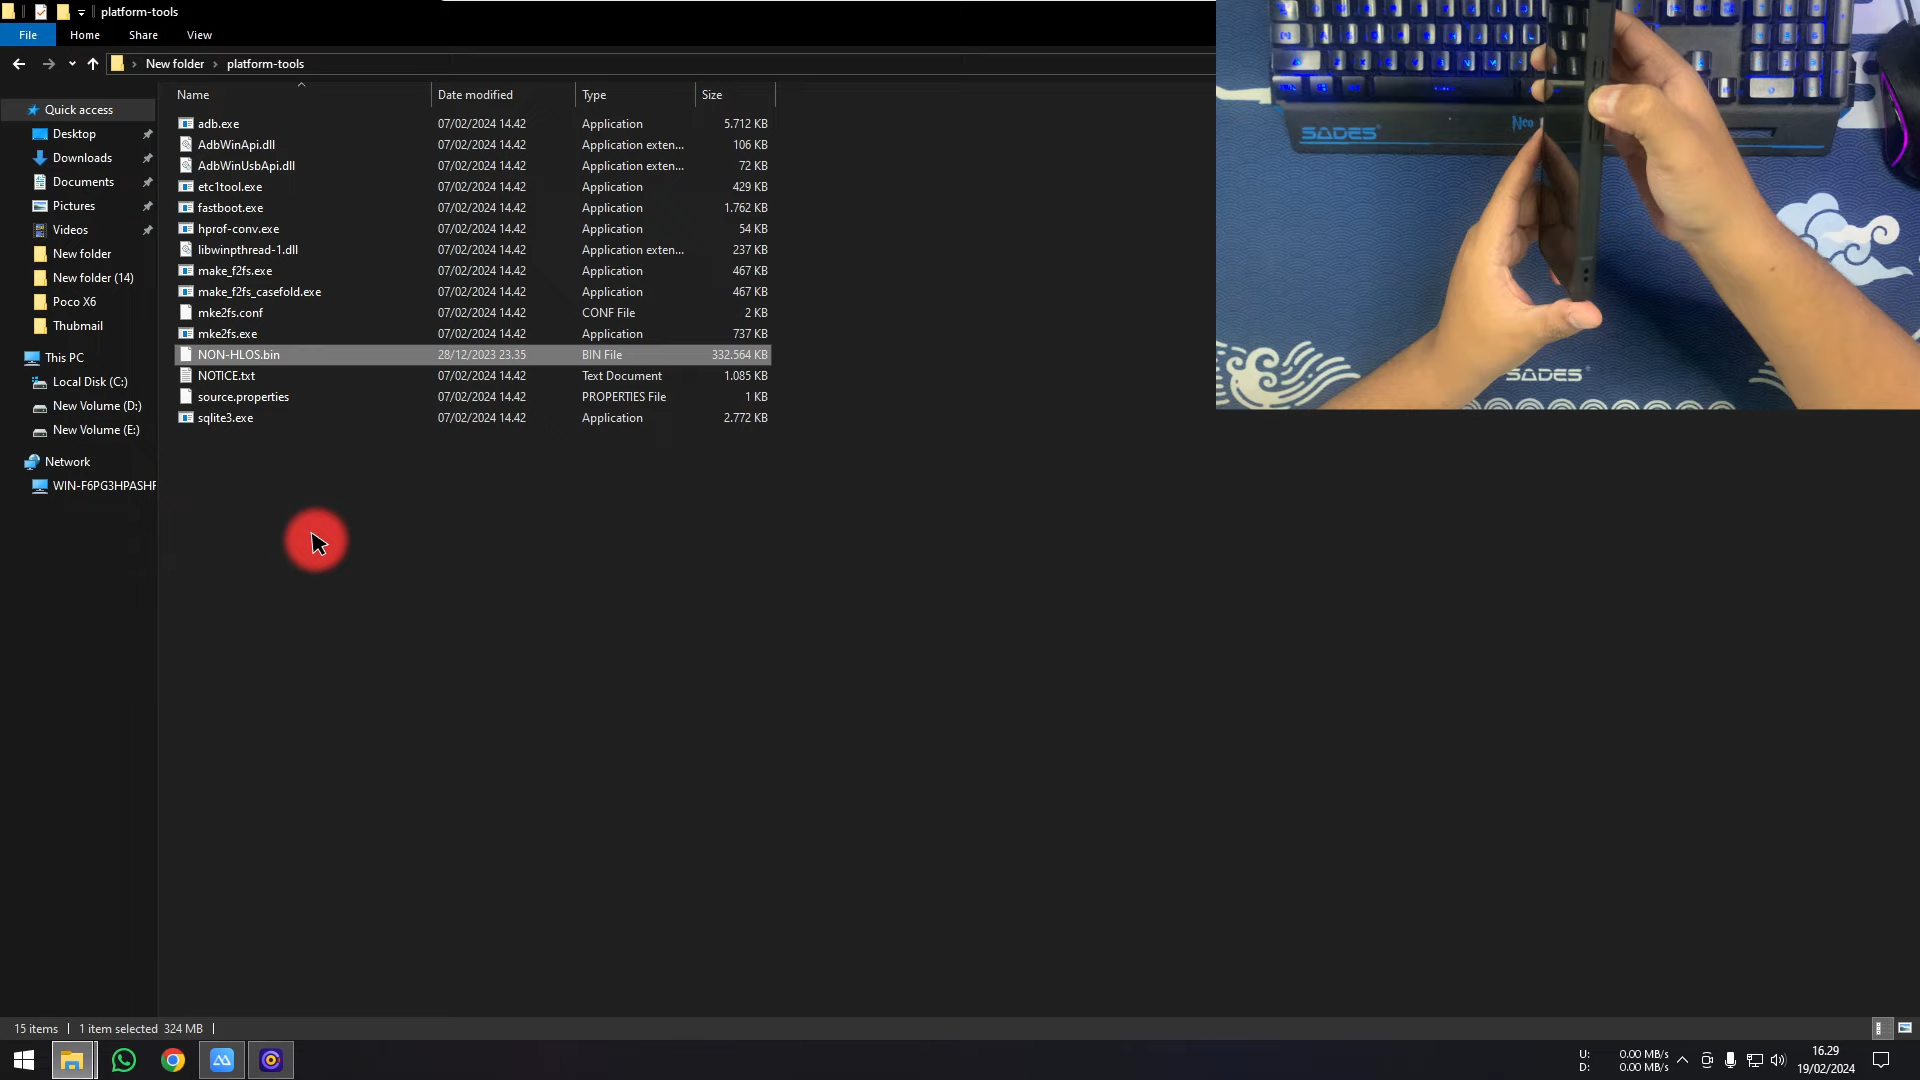 platform-tools
File Home Share View
New folder platform-tools
Name Date modified Type Size
Quick access
Desktop
Downloads
Documents
Pictures
Videos
New folder
New folder (14)
Poco X6
Thubmail
This PC
Local Disk (C:)
New Volume (D:)
New Volume (E:)
Network
WIN-F6PG3HPASHF
adb.exe 07/02/2024 14.42 Application 5.712 KB
AdbWinApi.dll 07/02/2024 14.42 Application exten... 106 KB
AdbWinUsbApi.dll 07/02/2024 14.42 Application exten... 72 KB
etc1tool.exe 07/02/2024 14.42 Application 429 KB
fastboot.exe 07/02/2024 14.42 Application 1.762 KB
hprof-conv.exe 07/02/2024 14.42 Application 54 KB
libwinpthread-1.dll 07/02/2024 14.42 Application exten... 237 KB
make_f2fs.exe 07/02/2024 14.42 Application 467 KB
make_f2fs_casefold.exe 07/02/2024 14.42 Application 467 KB
mke2fs.conf 07/02/2024 14.42 CONF File 2 KB
mke2fs.exe 07/02/2024 14.42 Application 737 KB
NON-HLOS.bin 28/12/2023 23.35 BIN File 332.564 KB
NOTICE.txt 07/02/2024 14.42 Text Document 1.085 KB
source.properties 07/02/2024 14.42 PROPERTIES File 1 KB
sqlite3.exe 07/02/2024 14.42 Application 2.772 KB
SADES Neo
SADES
15 items 1 item selected 324 MB
U: 0.00 MB/s
D: 0.00 MB/s
16.29
19/02/2024